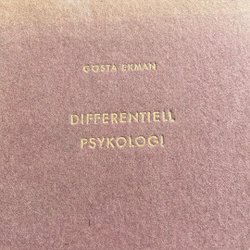 GÖSTA EKMAN
DIFFERENTIELL
PSYKOLOGI